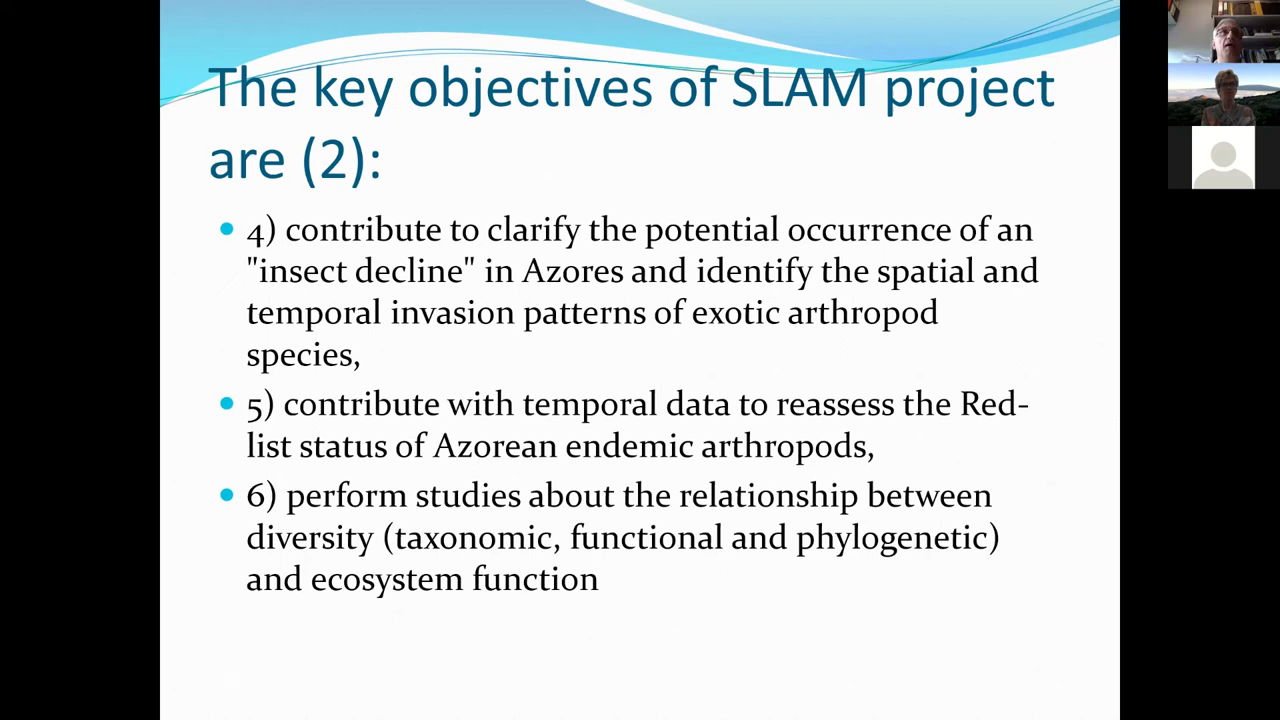 The key objectives of SLAM project
are (2):
• 4) contribute to clarify the potential occurrence of an
"insect decline" in Azores and identify the spatial and
temporal invasion patterns of exotic arthropod
species,
• 5) contribute with temporal data to reassess the Red-
list status of Azorean endemic arthropods,
• 6) perform studies about the relationship between
diversity (taxonomic, functional and phylogenetic)
and ecosystem function